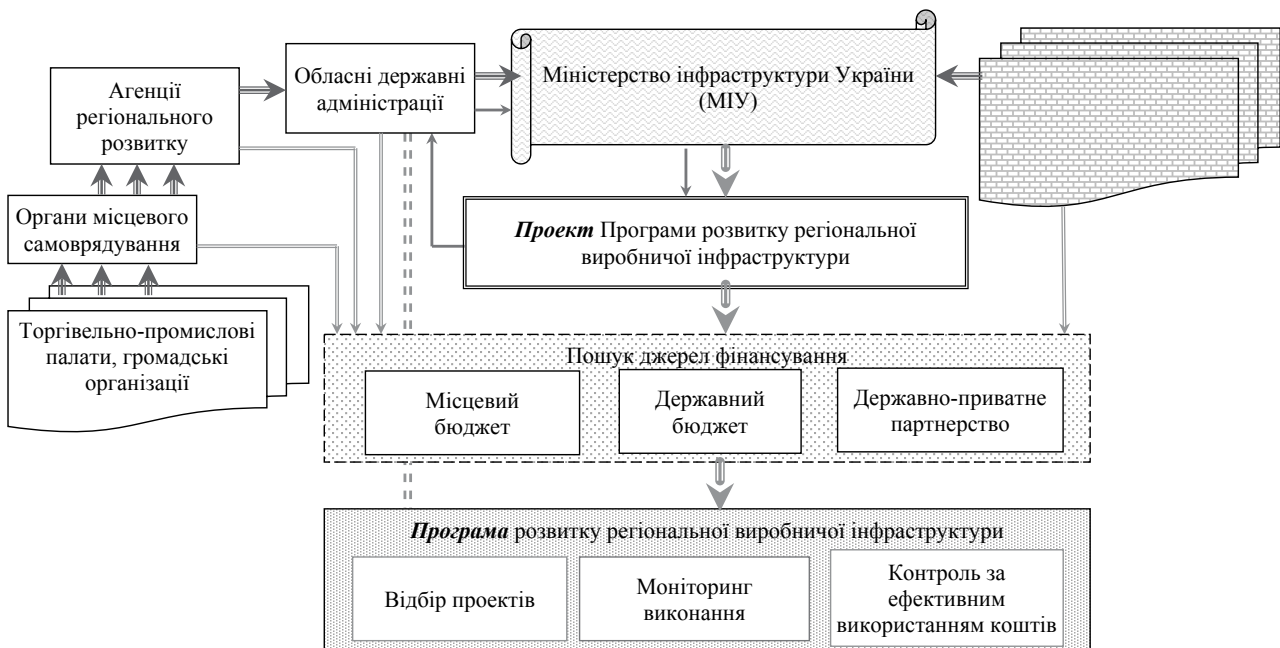 Обласні державні
адміністрації
Міністерство інфраструктури України
(МІУ)
Агенції
регіонального
розвитку
Органи місцевого
самоврядування
Проект Програми розвитку регіональної
виробничої інфраструктури
Торгівельно-промислові
палати, громадські
організації
Пошук джерел фінансування
Місцевий
бюджет
Державний
бюджет
Державно-приватне
партнерство
Програма розвитку регіональної виробничої інфраструктури
Відбір проектів
Моніторинг
виконання
Контроль за
ефективним
використанням коштів